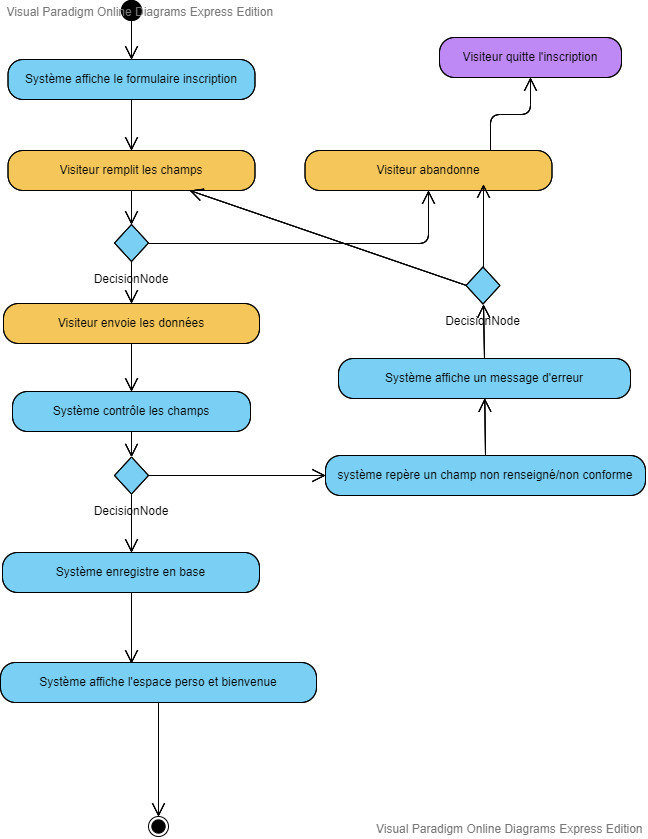 Visual Paradigm Online Diagrams Express Edition
Système affiche le formulaire inscription
Visiteur quitte l'inscription
Visiteur remplit les champs
Visiteur abandonne
DecisionNode
Visiteur envoie les données
DecisionNode
Système affiche un message d'erreur
Système contrôle les champs
système repère un champ non renseigné/non conforme
DecisionNode
Système enregistre en base
Système affiche l'espace perso et bienvenue
Visual Paradigm Online Diagrams Express Edition